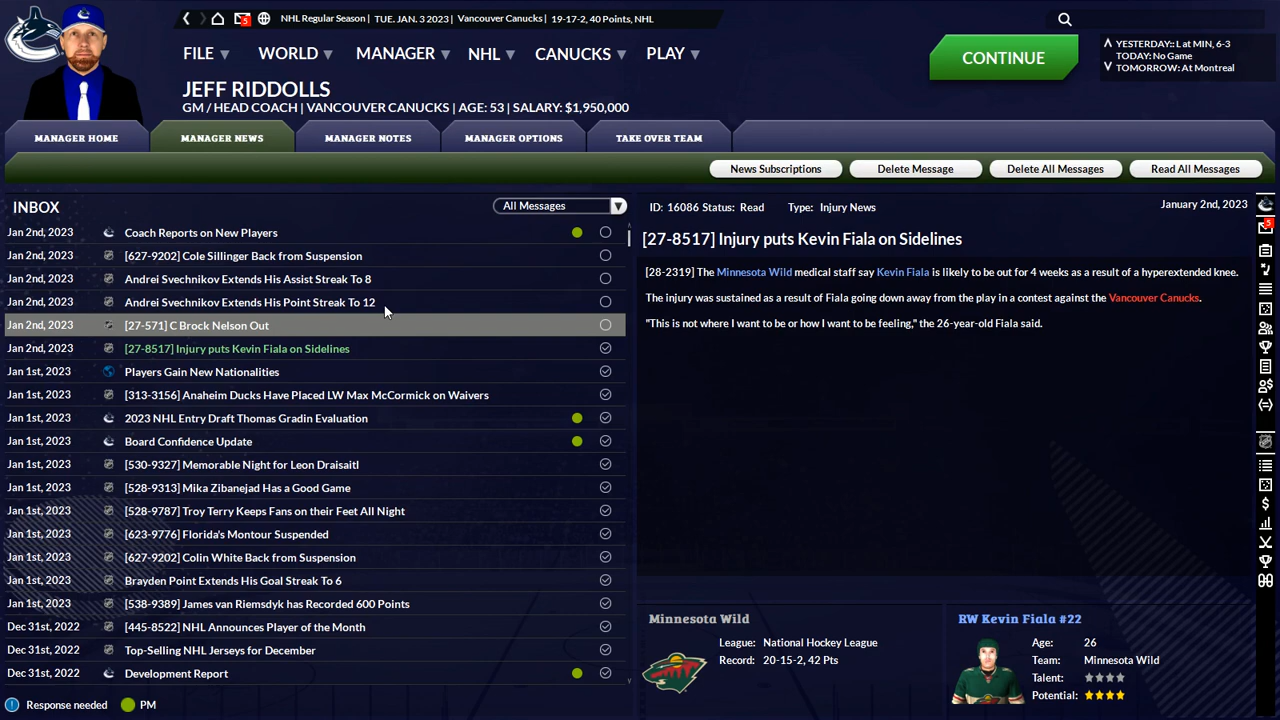 NHL Regular Season | TUE. JAN. 3 2023 | Vancouver Canucks | 19-17-2, 40 Points, NHL
5
FILE WORLD MANAGER NHL CANUCKS PLAY
CONTINUE
YESTERDAY:: L at MIN, 6-3
TODAY: No Game
TOMORROW: At Montreal
JEFF RIDDOLLS
GM / HEAD COACH | VANCOUVER CANUCKS | AGE: 53 | SALARY: $1,950,000
MANAGER HOME MANAGER NEWS MANAGER NOTES MANAGER OPTIONS TAKE OVER TEAM
News Subscriptions Delete Message Delete All Messages Read All Messages
INBOX All Messages
Jan 2nd, 2023 Coach Reports on New Players
Jan 2nd, 2023 [627-9202] Cole Sillinger Back from Suspension
Jan 2nd, 2023 Andrei Svechnikov Extends His Assist Streak To 8
Jan 2nd, 2023 Andrei Svechnikov Extends His Point Streak To 12
Jan 2nd, 2023 [27-571] C Brock Nelson Out
Jan 2nd, 2023 [27-8517] Injury puts Kevin Fiala on Sidelines
Jan 1st, 2023 Players Gain New Nationalities
Jan 1st, 2023 [313-3156] Anaheim Ducks Have Placed LW Max McCormick on Waivers
Jan 1st, 2023 2023 NHL Entry Draft Thomas Gradin Evaluation
Jan 1st, 2023 Board Confidence Update
Jan 1st, 2023 [530-9327] Memorable Night for Leon Draisaitl
Jan 1st, 2023 [528-9313] Mika Zibanejad Has a Good Game
Jan 1st, 2023 [528-9787] Troy Terry Keeps Fans on their Feet All Night
Jan 1st, 2023 [623-9776] Florida's Montour Suspended
Jan 1st, 2023 [627-9202] Colin White Back from Suspension
Jan 1st, 2023 Brayden Point Extends His Goal Streak To 6
Jan 1st, 2023 [538-9389] James van Riemsdyk has Recorded 600 Points
Dec 31st, 2022 [445-8522] NHL Announces Player of the Month
Dec 31st, 2022 Top-Selling NHL Jerseys for December
Dec 31st, 2022 Development Report
Response needed PM
ID: 16086 Status: Read Type: Injury News January 2nd, 2023
[27-8517] Injury puts Kevin Fiala on Sidelines
[28-2319] The Minnesota Wild medical staff say Kevin Fiala is likely to be out for 4 weeks as a result of a hyperextended knee.
The injury was sustained as a result of Fiala going down away from the play in a contest against the Vancouver Canucks.
"This is not where I want to be or how I want to be feeling," the 26-year-old Fiala said.
5
Minnesota Wild
League: National Hockey League
Record: 20-15-2, 42 Pts
RW Kevin Fiala #22
Age: 26
Team: Minnesota Wild
Talent:
Potential: